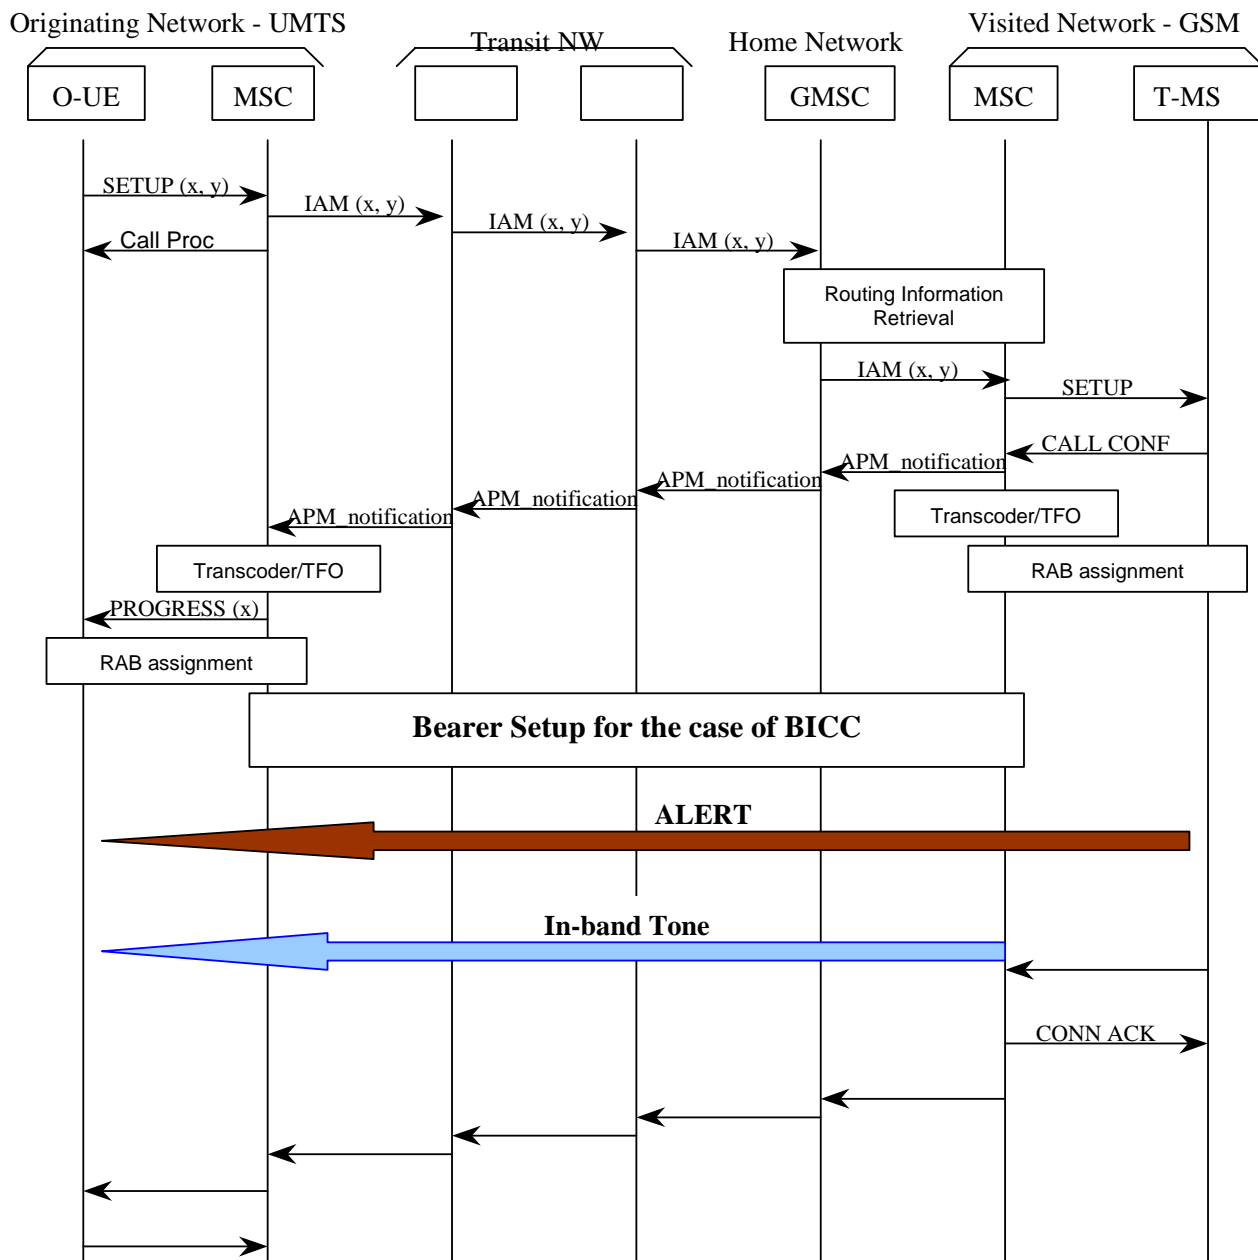 Originating Network - UMTS
Transit NW
Home Network
Visited Network - GSM
O-UE
MSC
GMSC
MSC
T-MS
SETUP (x, y)
IAM (x, y)
IAM (x, y)
Call Proc
IAM (x, y)
Routing Information
Retrieval
IAM (x, y)
SETUP
CALL CONF
APM_notification
APM_notification
APM_notification
APM_notification
Transcoder/TFO
Transcoder/TFO
RAB assignment
PROGRESS (x)
RAB assignment
Bearer Setup for the case of BICC
ALERT
In-band Tone
CONN ACK